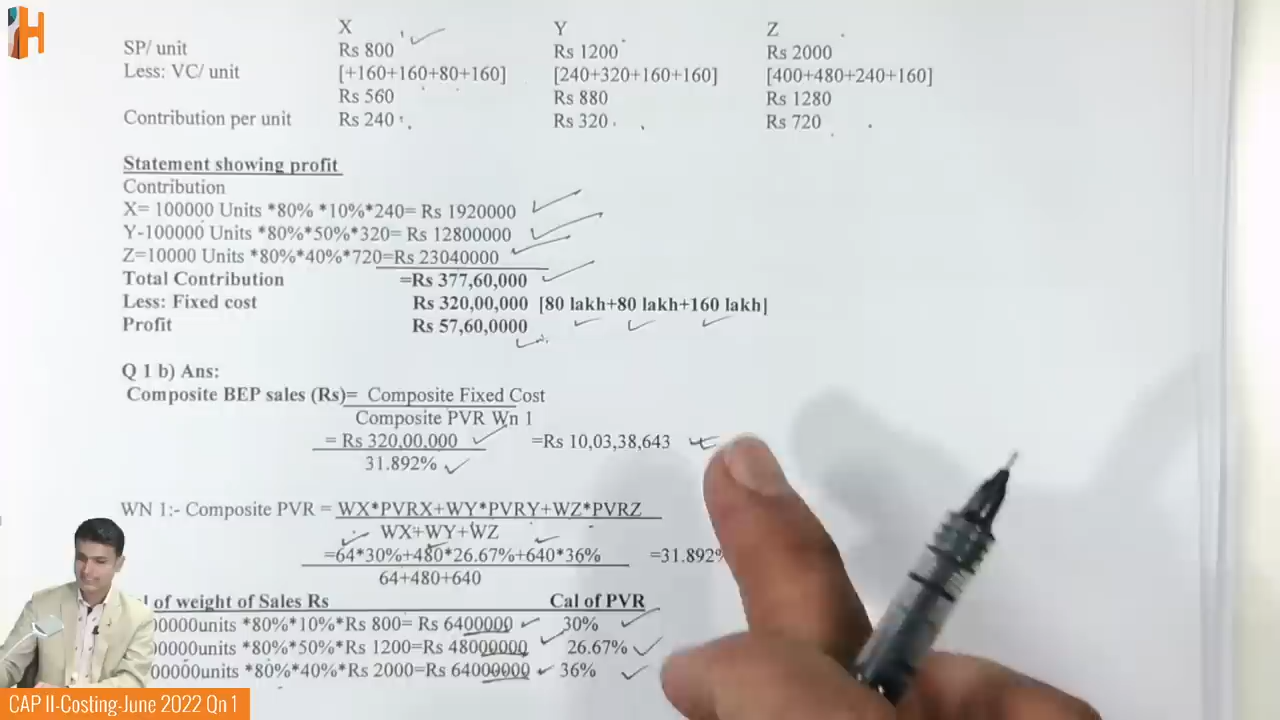 H
X Y Z
SP/ unit Rs 800 Rs 1200 Rs 2000
Less: VC/ unit [+160+160+80+160] [240+320+160+160] [400+480+240+160]
Rs 560 Rs 880 Rs 1280
Contribution per unit Rs 240 Rs 320 Rs 720
Statement showing profit
Contribution
X= 100000 Units *80% *10%*240= Rs 1920000
Y-100000 Units *80%*50%*320= Rs 12800000
Z=10000 Units *80%*40%*720=Rs 23040000
Total Contribution =Rs 377,60,000
Less: Fixed cost Rs 320,00,000 [80 lakh+80 lakh+160 lakh]
Profit Rs 57,60,0000
Q 1 b) Ans:
Composite BEP sales (Rs)= Composite Fixed Cost
Composite PVR Wn 1
= Rs 320,00,000 =Rs 10,03,38,643
31.892%
WN 1:- Composite PVR = WX*PVRX+WY*PVRY+WZ*PVRZ
WX+WY+WZ
=64*30%+480*26.67%+640*36% =31.892%
64+480+640
of weight of Sales Rs Cal of PVR
00000units *80%*10%*Rs 800= Rs 6400000 30%
00000units *80%*50%*Rs 1200=Rs 48000000 26.67%
00000units *80%*40%*Rs 2000=Rs 64000000 36%
CAP II-Costing-June 2022 Qn 1